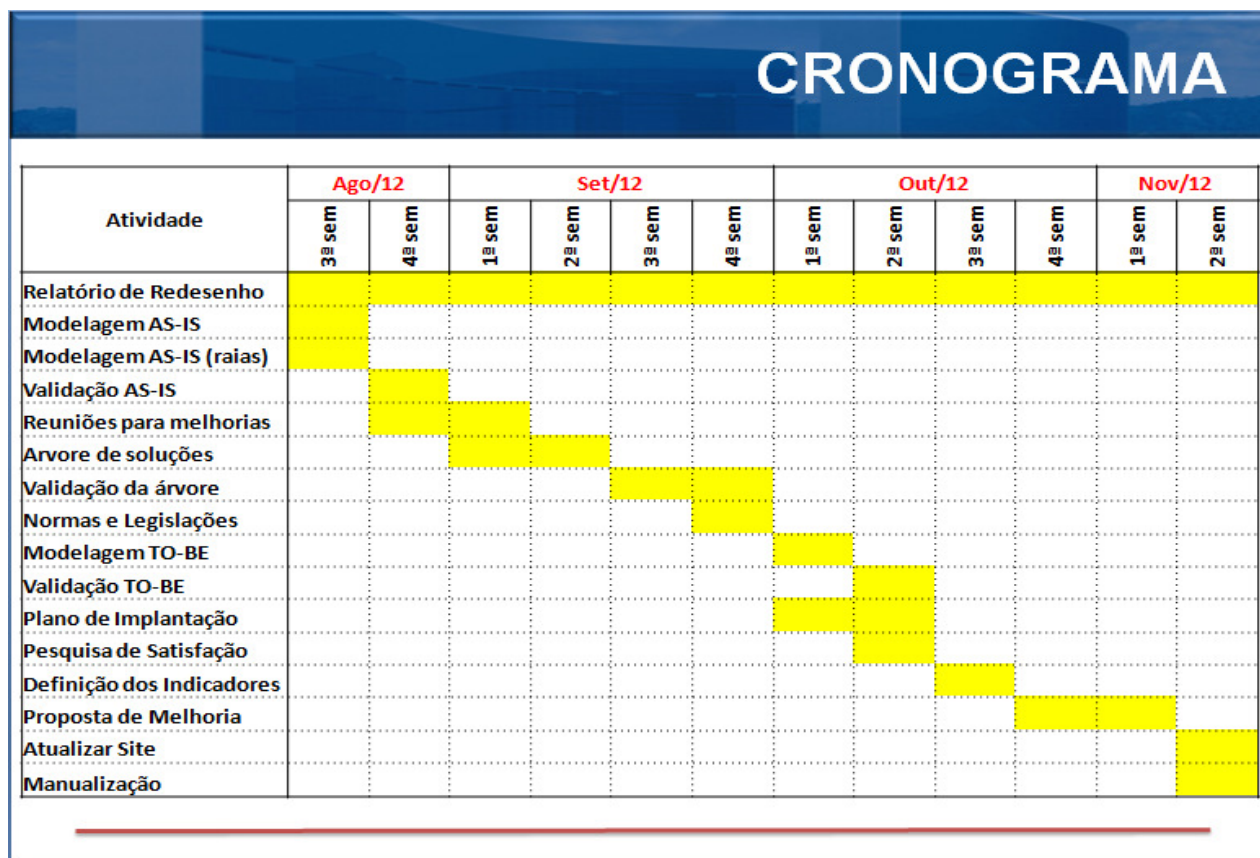 CRONOGRAMA
Atividade
Ago/12 Set/12 Out/12 Nov/12
3ª sem 4ª sem 1ª sem 2ª sem 3ª sem 4ª sem 1ª sem 2ª sem 3ª sem 4ª sem 1ª sem 2ª sem
Relatório de Redesenho
Modelagem AS-IS
Modelagem AS-IS (raias)
Validação AS-IS
Reuniões para melhorias
Arvore de soluções
Validação da árvore
Normas e Legislações
Modelagem TO-BE
Validação TO-BE
Plano de Implantação
Pesquisa de Satisfação
Definição dos Indicadores
Proposta de Melhoria
Atualizar Site
Manualização